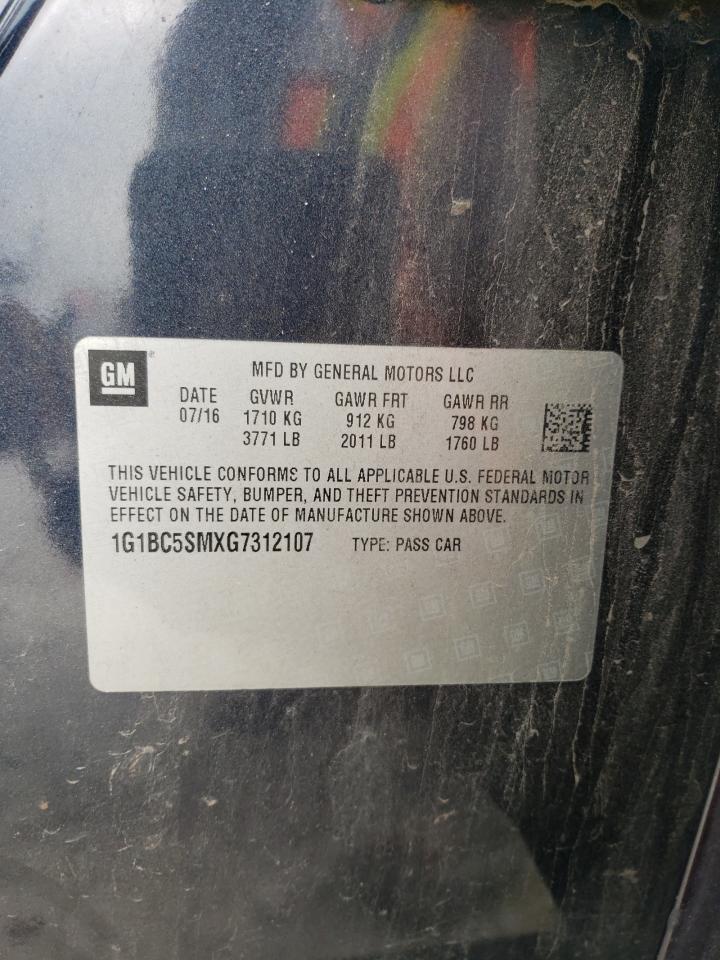 GM
MFD BY GENERAL MOTORS LLC
DATE GVWR GAWR FRT GAWR RR
07/16 1710 KG 912 KG 798 KG
3771 LB 2011 LB 1760 LB
THIS VEHICLE CONFORMS TO ALL APPLICABLE U.S. FEDERAL MOTOR
VEHICLE SAFETY, BUMPER, AND THEFT PREVENTION STANDARDS IN
EFFECT ON THE DATE OF MANUFACTURE SHOWN ABOVE.
1G1BC5SMXG7312107 TYPE: PASS CAR